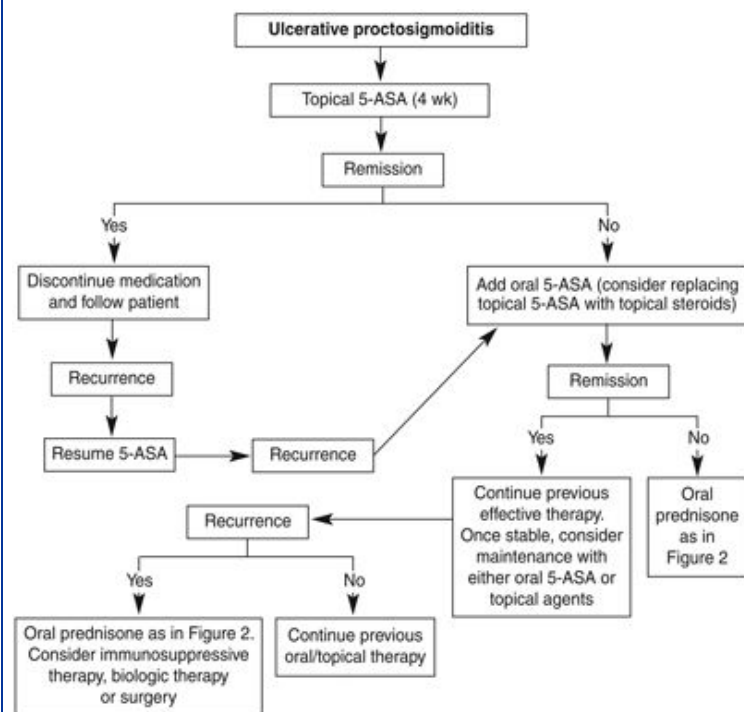 Ulcerative proctosigmoiditis
Topical 5-ASA (4 wk)
Remission
Yes
No
Discontinue medication
and follow patient
Add oral 5-ASA (consider replacing
topical 5-ASA with topical steroids)
Recurrence
Remission
Resume 5-ASA
Recurrence
Yes
No
Continue previous
effective therapy.
Once stable, consider
maintenance with
either oral 5-ASA or
topical agents
Oral
prednisone
as in
Figure 2
Recurrence
Yes
No
Oral prednisone as in Figure 2.
Consider immunosuppressive
therapy, biologic therapy
or surgery
Continue previous
oral/topical therapy